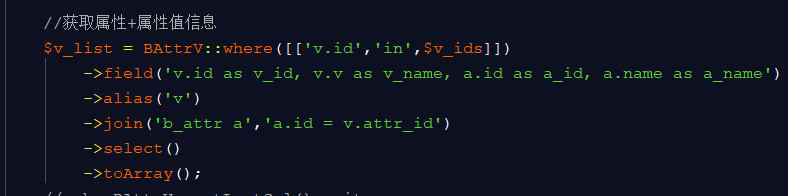 //获取属性+属性值信息
$v_list = BAttrV::where([['v.id','in',$v_ids]])
->field('v.id as v_id, v.v as v_name, a.id as a_id, a.name as a_name')
->alias('v')
->join('b_attr a','a.id = v.attr_id')
->select()
->toArray();